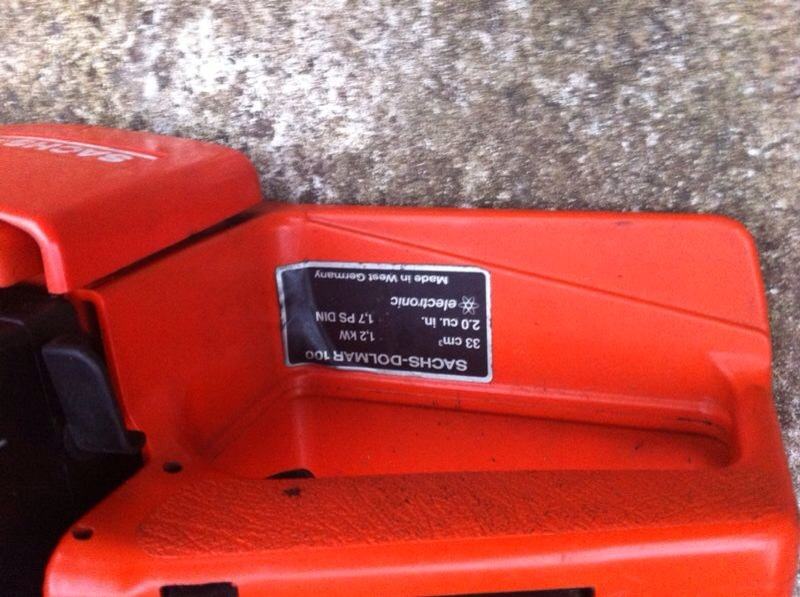 SACHS
SACHS-DOLMAR 100
33 cm³ 1,2 kW
2.0 cu. in. 1,7 PS DIN
electronic
Made in West Germany